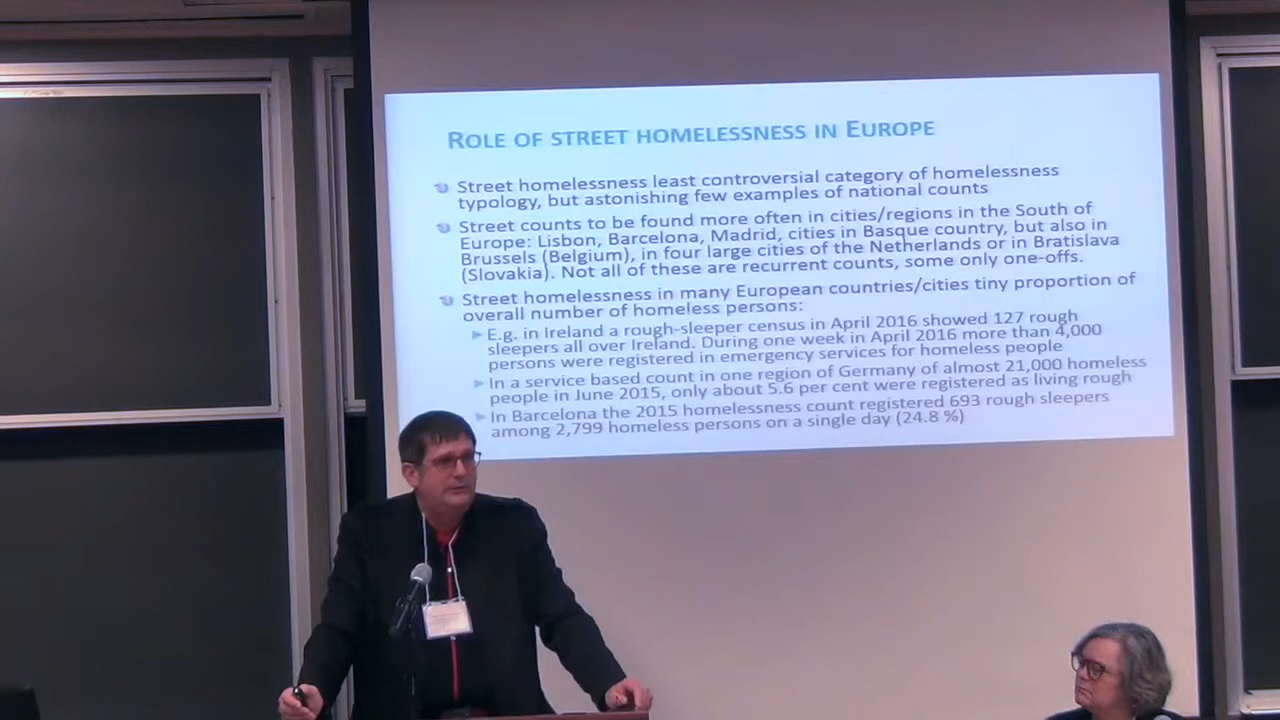 ROLE OF STREET HOMELESSNESS IN EUROPE
Street homelessness least controversial category of homelessness
typology, but astonishing few examples of national counts
Street counts to be found more often in cities/regions in the South of
Europe: Lisbon, Barcelona, Madrid, cities in Basque country, but also in
Brussels (Belgium), in four large cities of the Netherlands or in Bratislava
(Slovakia). Not all of these are recurrent counts, some only one-offs.
Street homelessness in many European countries/cities tiny proportion of
overall number of homeless persons:
E.g. in Ireland a rough-sleeper census in April 2016 showed 127 rough
sleepers all over Ireland. During one week in April 2016 more than 4,000
persons were registered in emergency services for homeless people
In a service based count in one region of Germany of almost 21,000 homeless
people in June 2015, only about 5.6 per cent were registered as living rough
In Barcelona the 2015 homelessness count registered 693 rough sleepers
among 2,799 homeless persons on a single day (24.8 %)